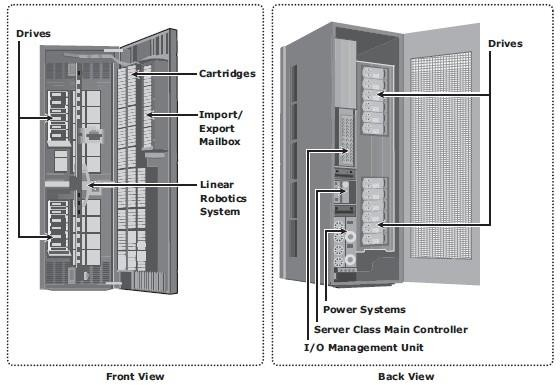 Drives
Cartridges
Import/
Export
Mailbox
Linear
Robotics
System
Front View
Drives
Power Systems
Server Class Main Controller
I/O Management Unit
Back View